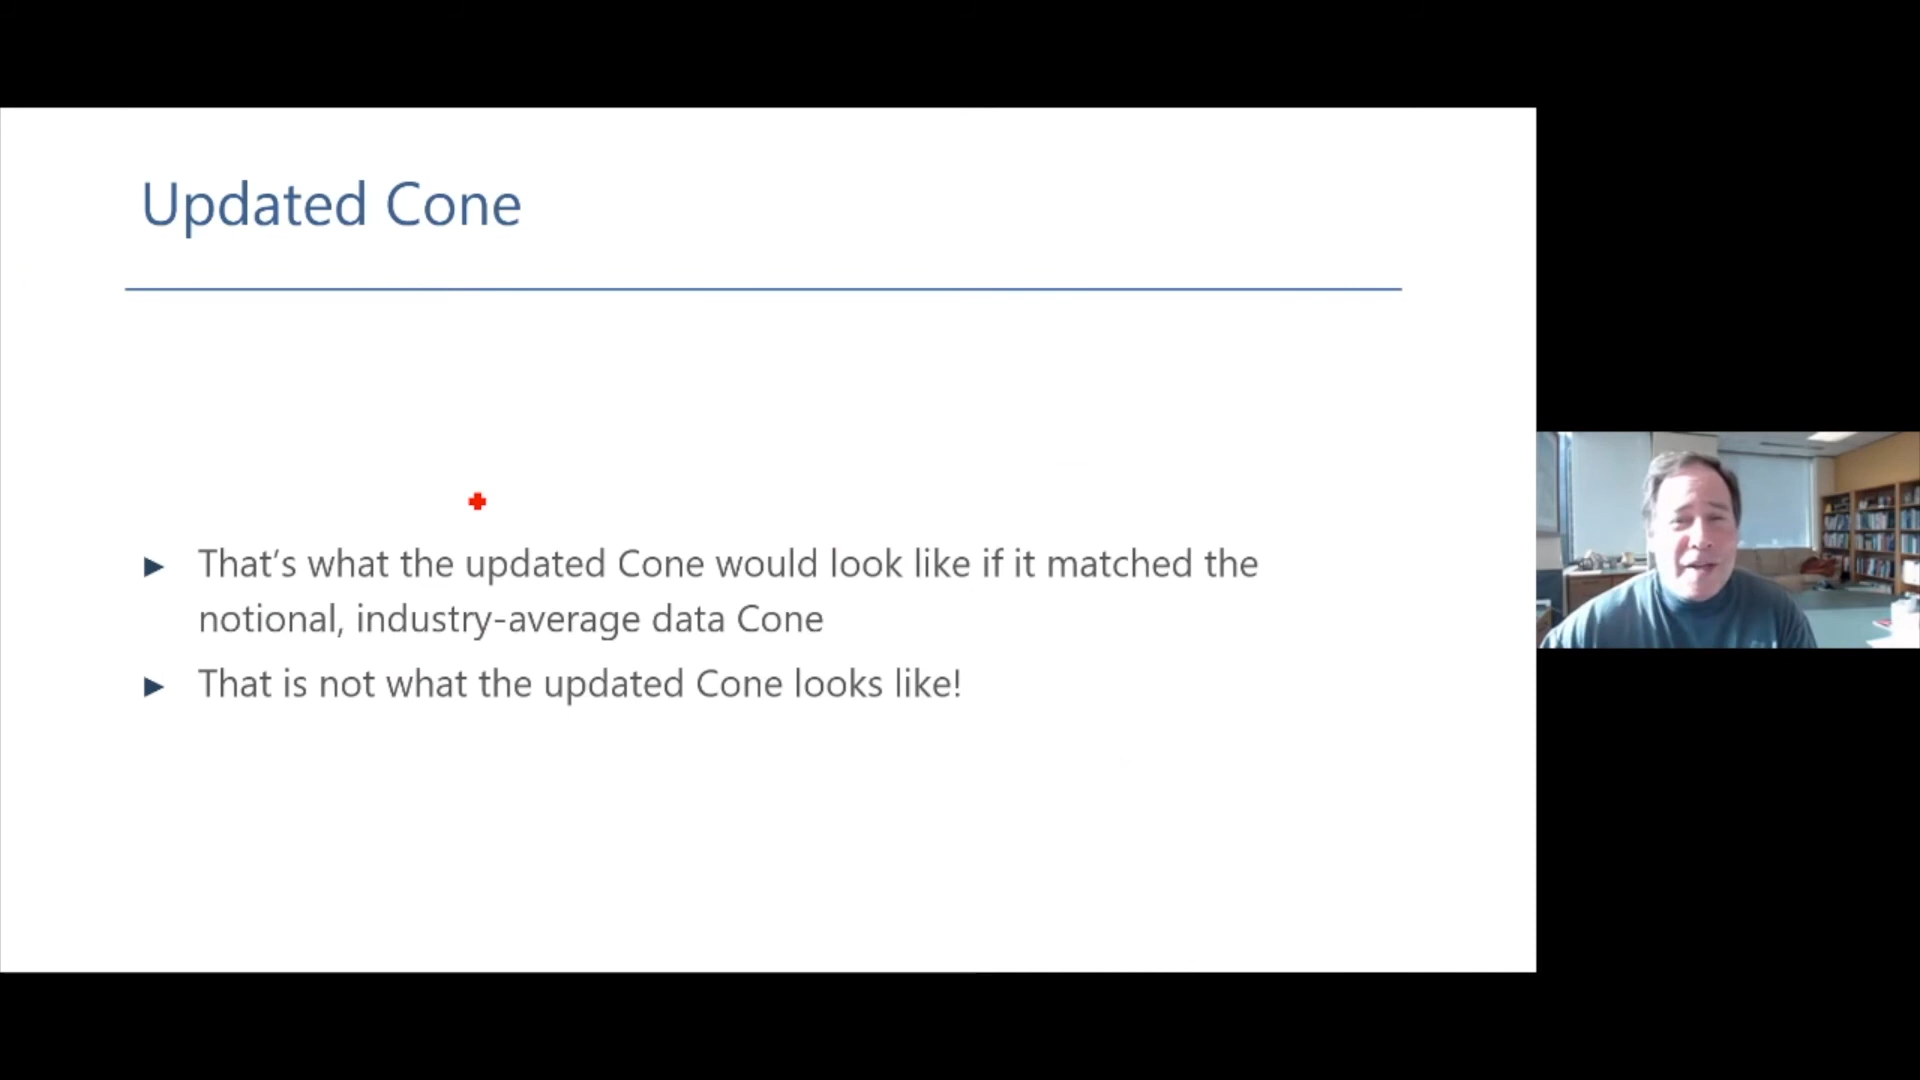 Updated Cone
That’s what the updated Cone would look like if it matched the
notional, industry-average data Cone
That is not what the updated Cone looks like!